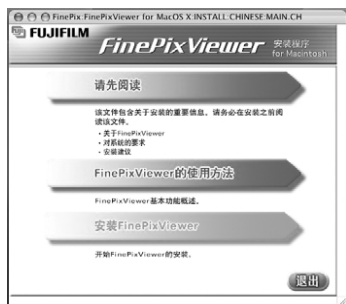 FinePix:FinePixViewer for MacOS X:INSTALL:CHINESE:MAIN.CH
FUJIFILM
FinePixViewer 安装程序
for Macintosh
请先阅读
该文件包含关于安装的重要信息。请务必在安装之前阅
读该文件。
・关于FinePixViewer
・对系统的要求
・安装建议
FinePixViewer的使用方法
FinePixViewer基本功能概述。
安装FinePixViewer
开始FinePixViewer的安装。
退出